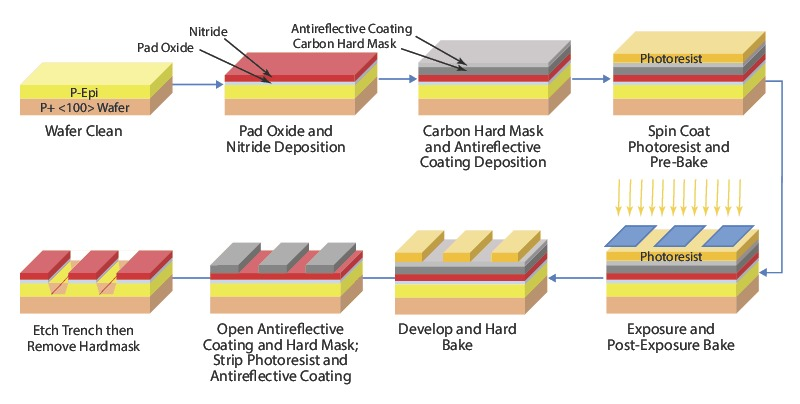 Nitride
Pad Oxide
Antireflective Coating
Carbon Hard Mask
P-Epi
P+ <100> Wafer
Wafer Clean
Pad Oxide and
Nitride Deposition
Carbon Hard Mask
and Antireflective
Coating Deposition
Photoresist
Spin Coat
Photoresist and
Pre-Bake
Etch Trench then
Remove Hardmask
Open Antireflective
Coating and Hard Mask;
Strip Photoresist and
Antireflective Coating
Develop and Hard
Bake
Photoresist
Exposure and
Post-Exposure Bake